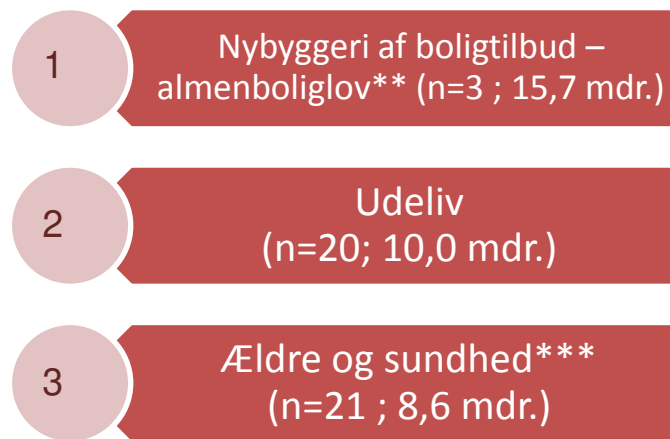 1
Nybyggeri af boligtilbud –
almenboliglov** (n=3 ; 15,7 mdr.)
2
Udeliv
(n=20; 10,0 mdr.)
3
Ældre og sundhed***
(n=21 ; 8,6 mdr.)